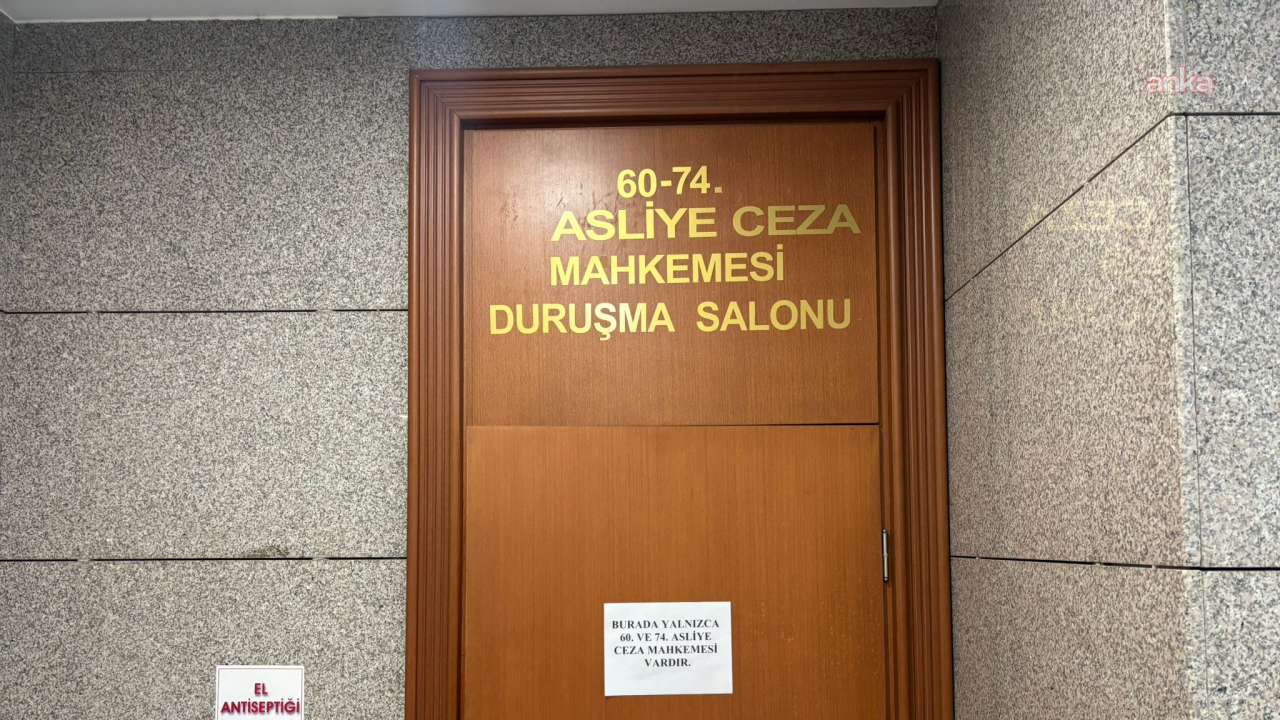 anka
60-74.
ASLİYE CEZA
MAHKEMESİ
DURUŞMA SALONU
BURADA YALNIZCA
60. VE 74. ASLİYE
CEZA MAHKEMESİ
VARDIR.
EL
ANTİSEPTİĞİ